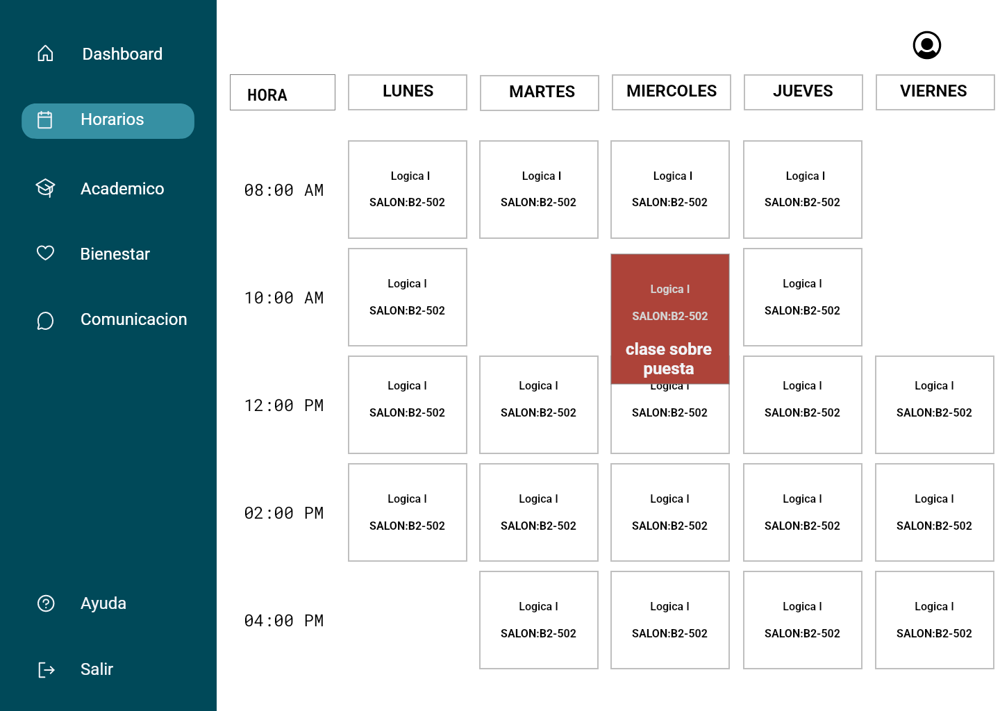 Dashboard
Horarios
Academico
Bienestar
Comunicacion
Ayuda
Salir
HORA LUNES MARTES MIERCOLES JUEVES VIERNES
08:00 AM
Logica I Logica I Logica I Logica I
SALON:B2-502 SALON:B2-502 SALON:B2-502 SALON:B2-502
10:00 AM
Logica I Logica I Logica I
SALON:B2-502 SALON:B2-502 SALON:B2-502
clase sobre
puesta
12:00 PM
Logica I Logica I Logica I Logica I Logica I
SALON:B2-502 SALON:B2-502 SALON:B2-502 SALON:B2-502 SALON:B2-502
02:00 PM
Logica I Logica I Logica I Logica I Logica I
SALON:B2-502 SALON:B2-502 SALON:B2-502 SALON:B2-502 SALON:B2-502
04:00 PM
Logica I Logica I Logica I Logica I
SALON:B2-502 SALON:B2-502 SALON:B2-502 SALON:B2-502